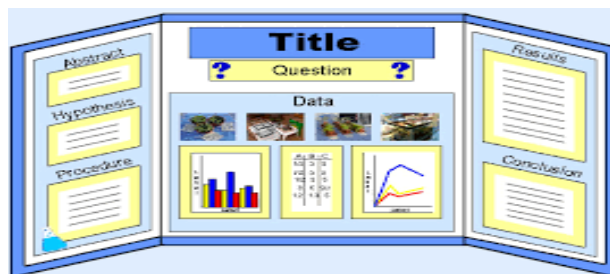 Abstract
Hypothesis
Procedure
Title
? Question ?
Data
A B C
Results
Conclusion